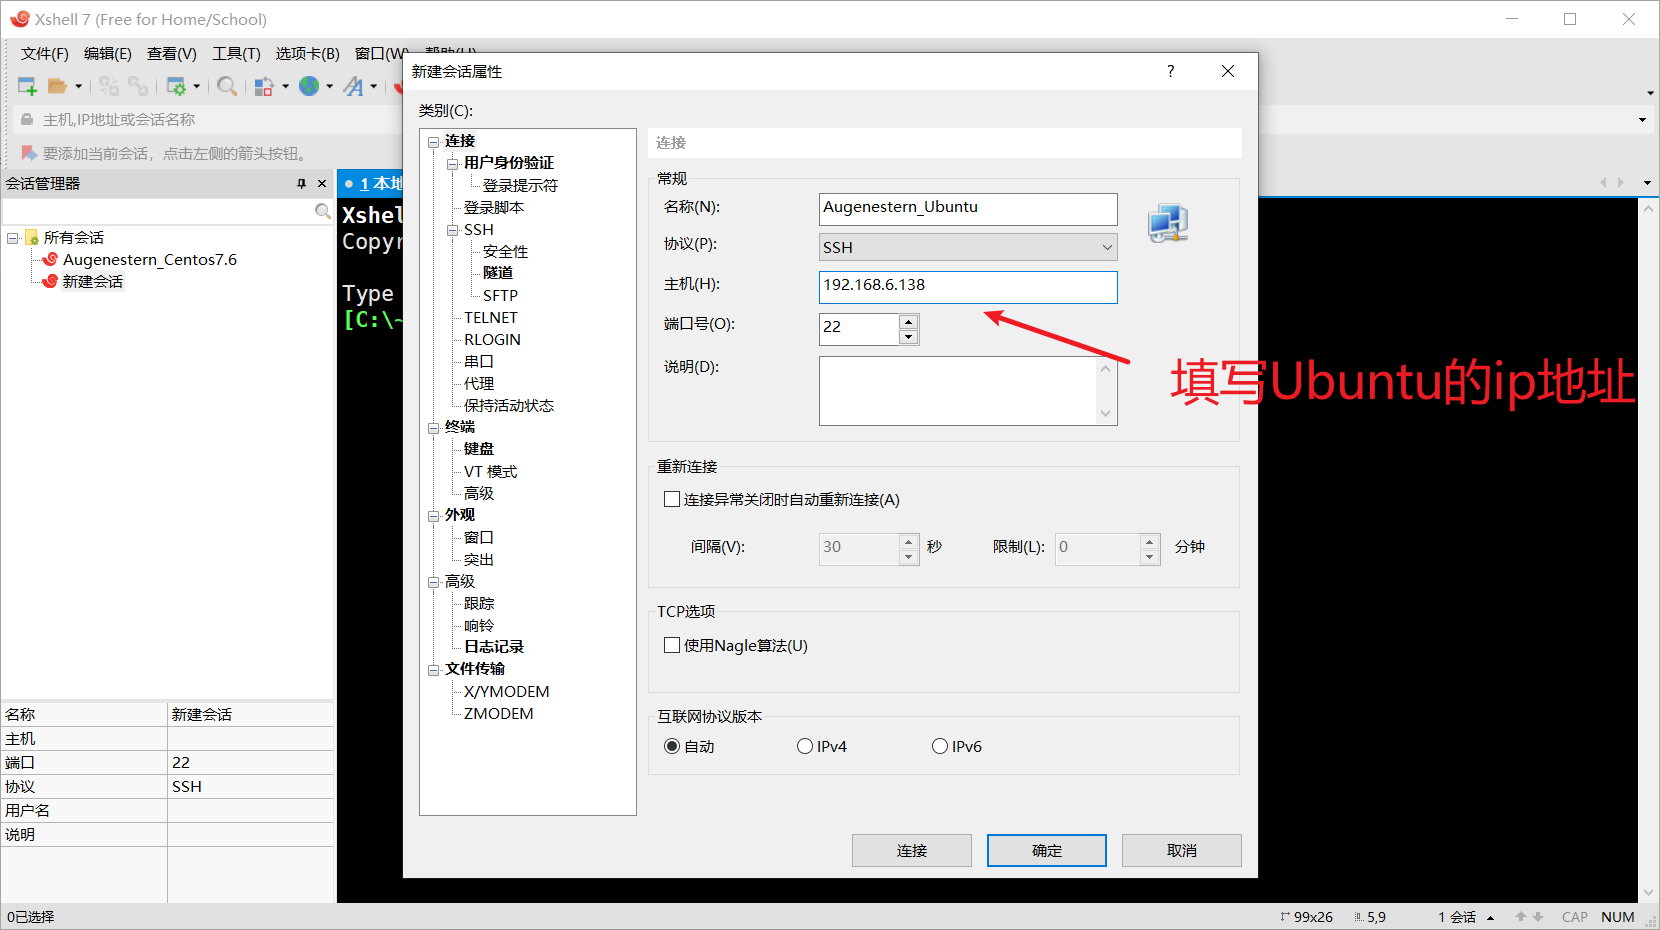 Xshell 7 (Free for Home/School)
文件(F) 编辑(E) 查看(V) 工具(T) 选项卡(B) 窗口(W)
主机,IP地址或会话名称
要添加当前会话，点击左侧的箭头按钮。
会话管理器
1 本地
所有会话
Augenestern_Centos7.6
新建会话
Xshel
Copyr
Type
[C:\~
名称 新建会话
主机
端口 22
协议 SSH
用户名
说明
新建会话属性
?
类别(C):
连接
用户身份验证
登录提示符
登录脚本
SSH
安全性
隧道
SFTP
TELNET
RLOGIN
串口
代理
保持活动状态
终端
键盘
VT 模式
高级
外观
窗口
突出
高级
跟踪
响铃
日志记录
文件传输
X/YMODEM
ZMODEM
连接
常规
名称(N): Augenestern_Ubuntu
协议(P): SSH
主机(H): 192.168.6.138
端口号(O): 22
说明(D):
填写Ubuntu的ip地址
重新连接
连接异常关闭时自动重新连接(A)
间隔(V): 30 秒 限制(L): 0 分钟
TCP选项
使用Nagle算法(U)
互联网协议版本
自动 IPv4 IPv6
连接 确定 取消
0已选择 99x26 5,9 1 会话 CAP NUM